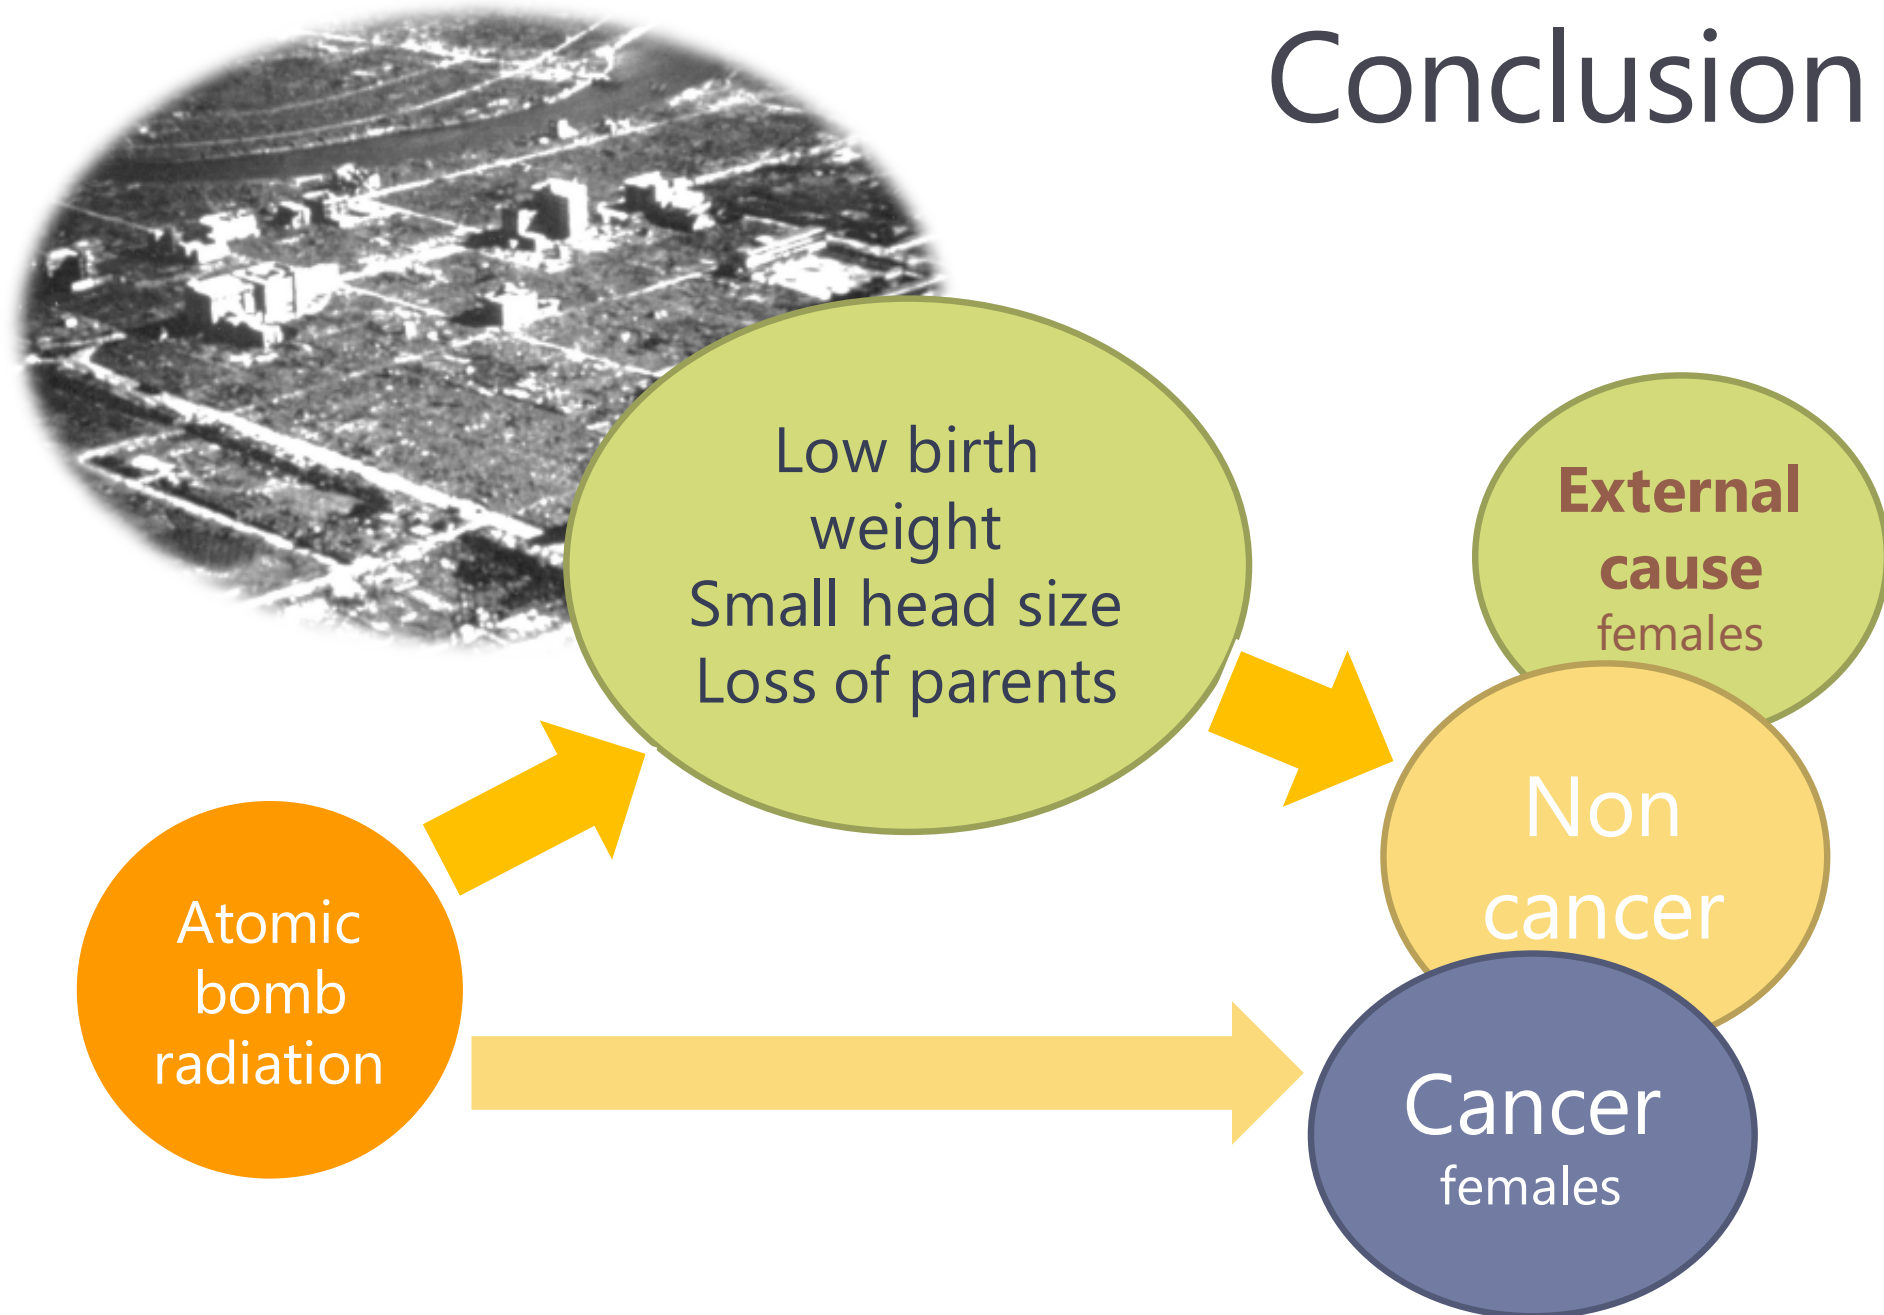 Conclusion
Low birth
weight
Small head size
Loss of parents
External
cause
females
Non
cancer
Atomic
bomb
radiation
Cancer
females